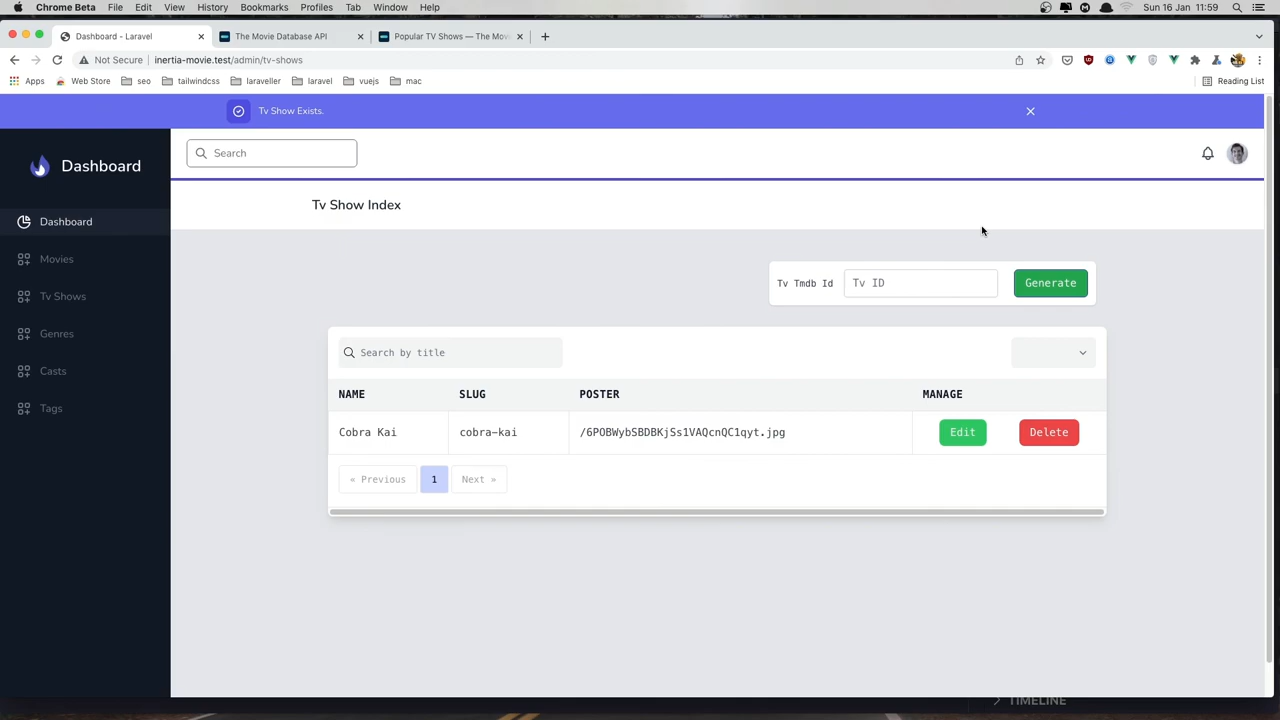 Chrome Beta File Edit View History Bookmarks Profiles Tab Window Help Sun 16 Jan 11:59
Dashboard - Laravel The Movie Database API Popular TV Shows — The Mov
Not Secure inertia-movie.test/admin/tv-shows
Apps Web Store seo tailwindcss laraveller laravel vuejs mac Reading List
Tv Show Exists.
Dashboard
Search
Tv Show Index
Dashboard
Movies
Tv Shows
Genres
Casts
Tags
Tv Tmdb Id Tv ID Generate
Search by title
NAME SLUG POSTER MANAGE
Cobra Kai cobra-kai /6POBWybSBDBKjSs1VAQcnQC1qyt.jpg Edit Delete
« Previous 1 Next »
TIMELINE